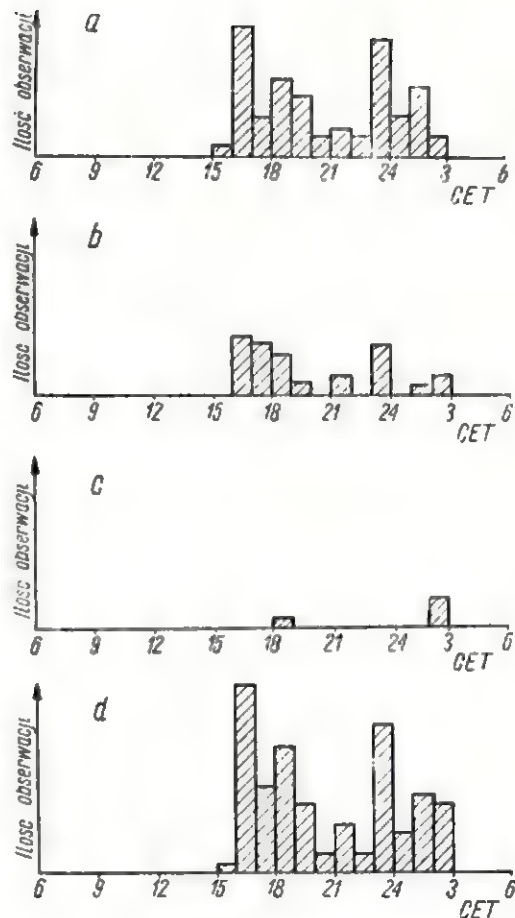 a
Ilość obserwacji
6 9 12 15 18 21 24 3 6
CET
b
Ilość obserwacji
6 9 12 15 18 21 24 3 6
CET
c
Ilość obserwacji
6 9 12 15 18 21 24 3 6
CET
d
Ilość obserwacji
6 9 12 15 18 21 24 3 6
CET